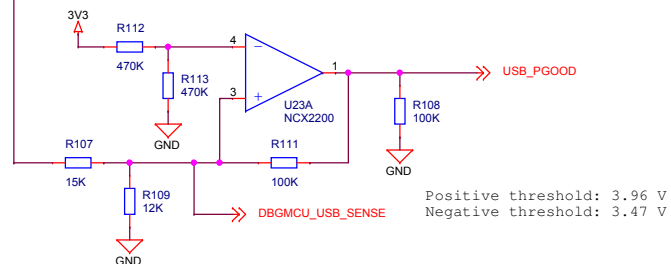 3V3
R112
470K
R113
470K
GND
4
3
1
U23A
NCX2200
USB_PGOOD
R108
100K
GND
R107
15K
R111
100K
R109
12K
GND
DBGMCU_USB_SENSE
Positive threshold: 3.96 V
Negative threshold: 3.47 V